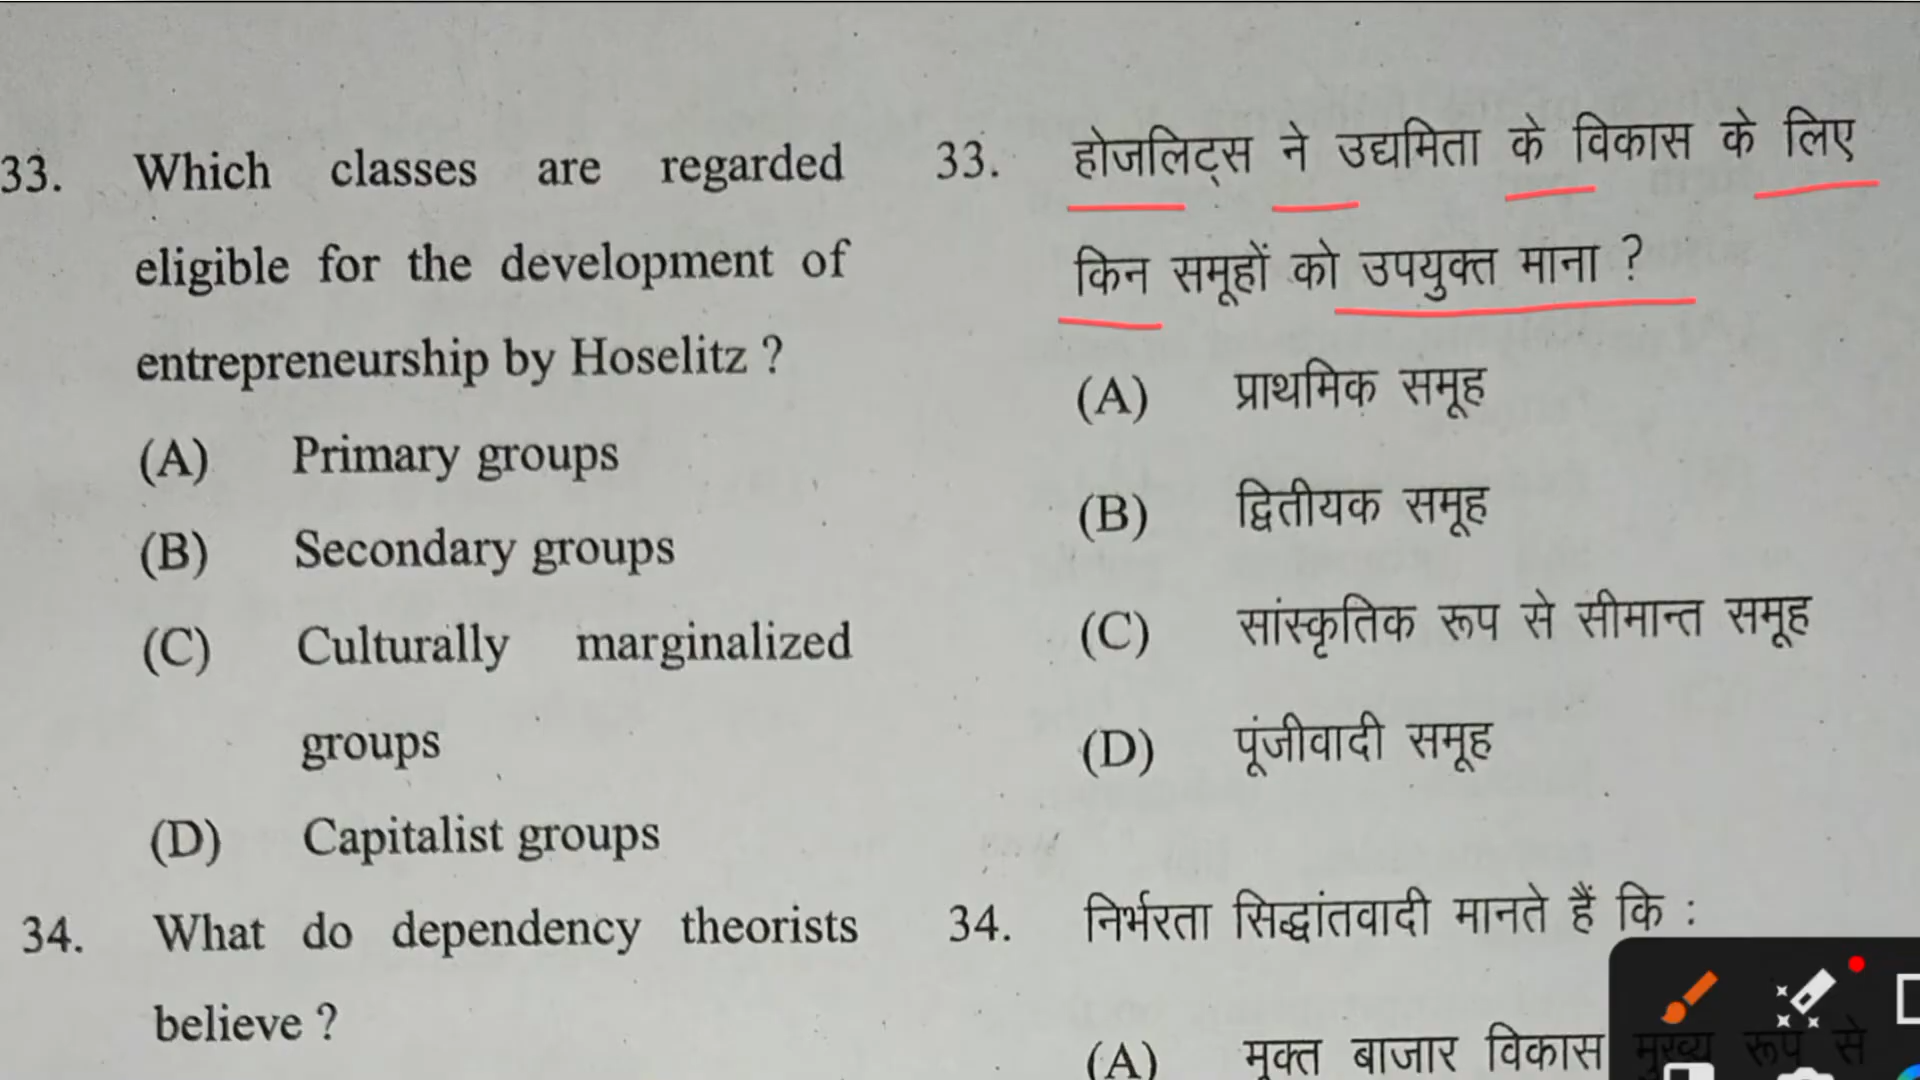 33. Which classes are regarded
eligible for the development of
entrepreneurship by Hoselitz ?
(A) Primary groups
(B) Secondary groups
(C) Culturally marginalized
groups
(D) Capitalist groups
34. What do dependency theorists
believe ?
33. होजलिट्स ने उद्यमिता के विकास के लिए
किन समूहों को उपयुक्त माना ?
(A) प्राथमिक समूह
(B) द्वितीयक समूह
(C) सांस्कृतिक रूप से सीमान्त समूह
(D) पूंजीवादी समूह
34. निर्भरता सिद्धांतवादी मानते हैं कि :
(A) मुक्त बाजार विकास मुख्य रूप से